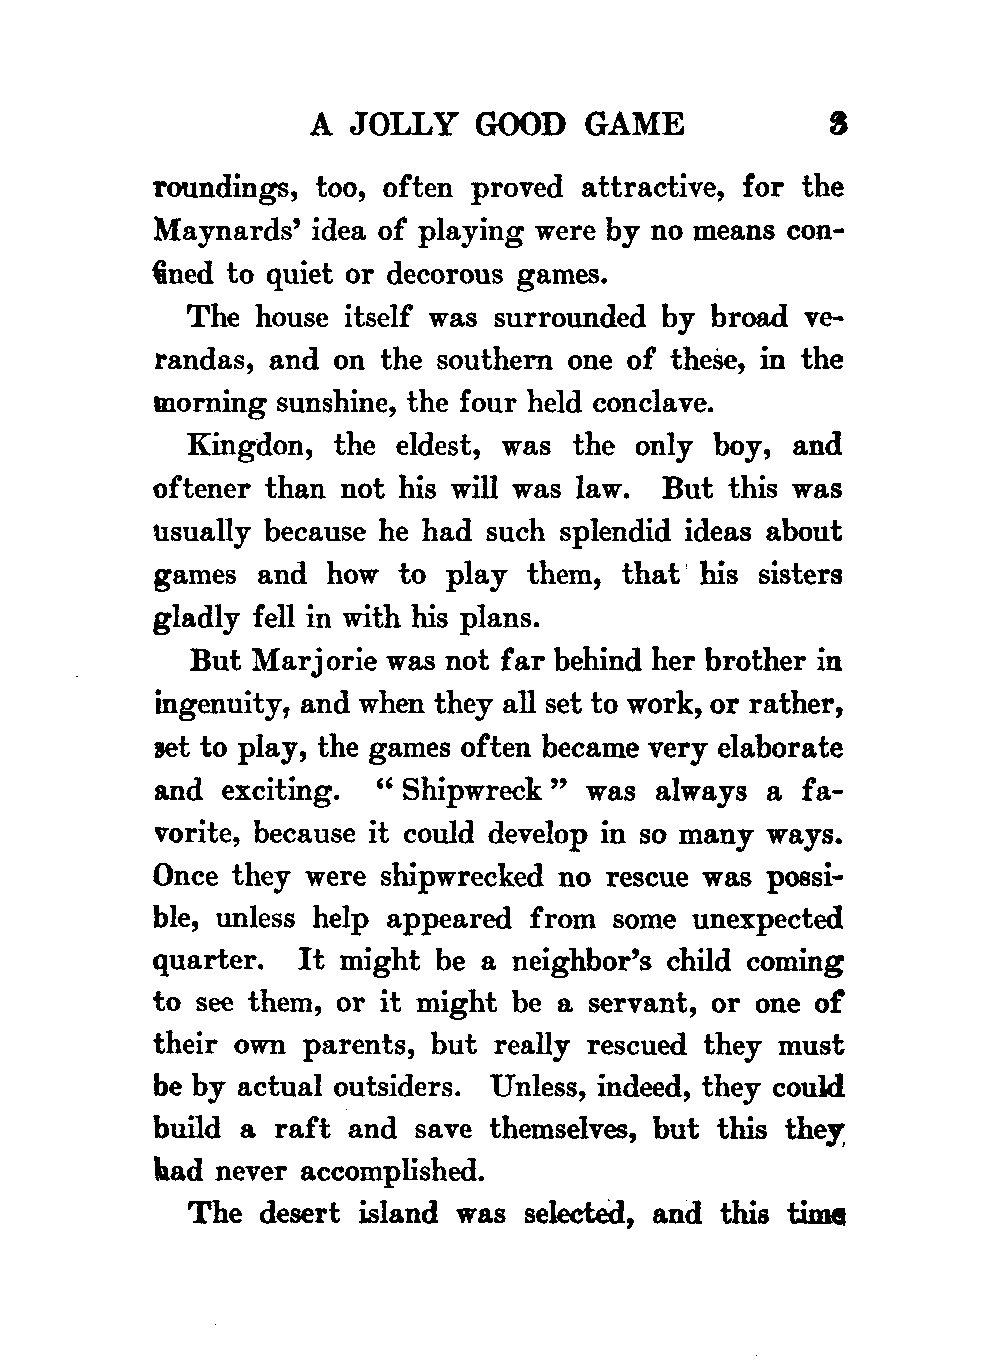 A JOLLY GOOD GAME 3
roundings, too, often proved attractive, for the
Maynards’ idea of playing were by no means con-
fined to quiet or decorous games.
The house itself was surrounded by broad ve-
randas, and on the southern one of these, in the
morning sunshine, the four held conclave.
Kingdon, the eldest, was the only boy, and
oftener than not his will was law. But this was
usually because he had such splendid ideas about
games and how to play them, that his sisters
gladly fell in with his plans.
But Marjorie was not far behind her brother in
ingenuity, and when they all set to work, or rather,
set to play, the games often became very elaborate
and exciting. “ Shipwreck ” was always a fa-
vorite, because it could develop in so many ways.
Once they were shipwrecked no rescue was possi-
ble, unless help appeared from some unexpected
quarter. It might be a neighbor’s child coming
to see them, or it might be a servant, or one of
their own parents, but really rescued they must
be by actual outsiders. Unless, indeed, they could
build a raft and save themselves, but this they
had never accomplished.
The desert island was selected, and this time